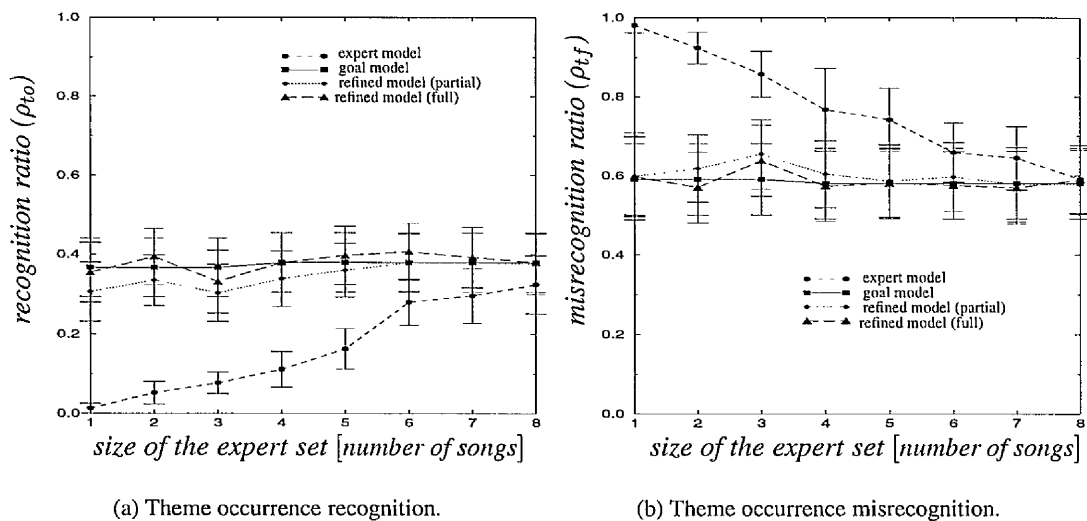 recognition ratio (ρto)
1.0
0.8
0.6
0.4
0.2
0.0
expert model
goal model
refined model (partial)
refined model (full)
1 2 3 4 5 6 7 8
size of the expert set [number of songs]
(a) Theme occurrence recognition.
misrecognition ratio (ρtf)
1.0
0.8
0.6
0.4
0.2
0.0
expert model
goal model
refined model (partial)
refined model (full)
1 2 3 4 5 6 7 8
size of the expert set [number of songs]
(b) Theme occurrence misrecognition.